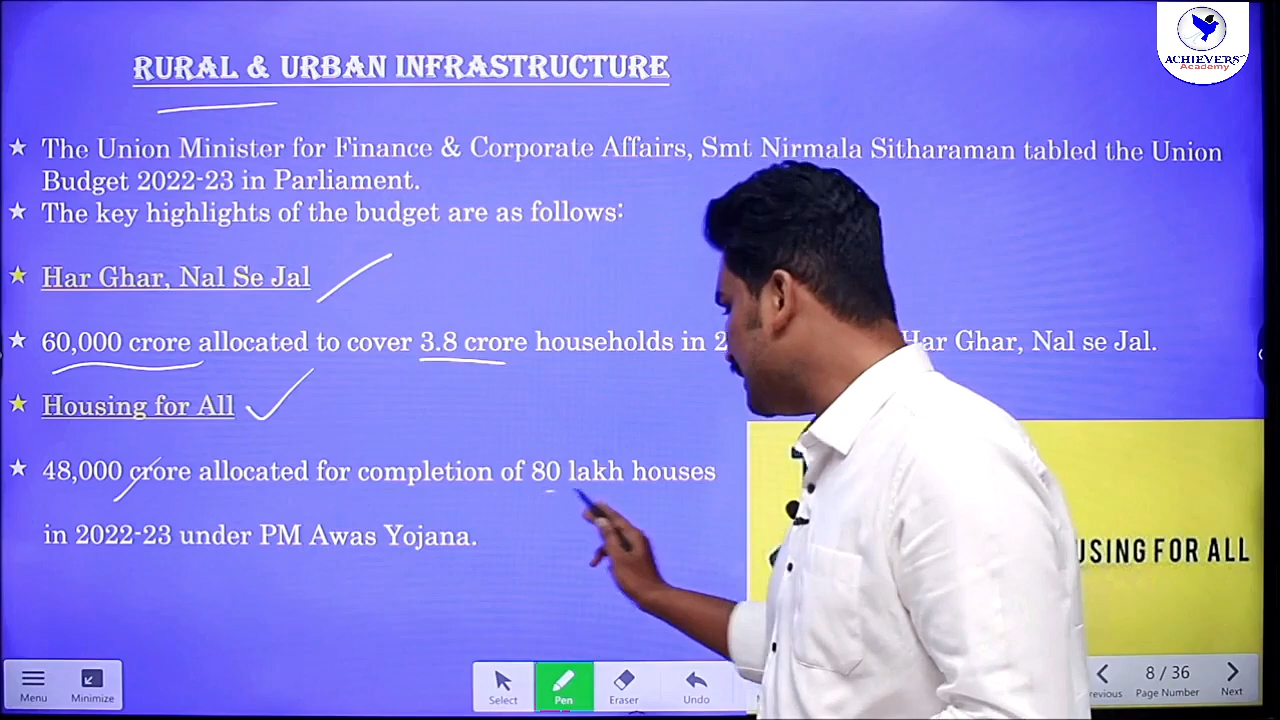 ACHIEVERS
Academy
RURAL & URBAN INFRASTRUCTURE
The Union Minister for Finance & Corporate Affairs, Smt Nirmala Sitharaman tabled the Union
Budget 2022-23 in Parliament.
The key highlights of the budget are as follows:
Har Ghar, Nal Se Jal
60,000 crore allocated to cover 3.8 crore households in Har Ghar, Nal se Jal.
Housing for All
48,000 crore allocated for completion of 80 lakh houses
in 2022-23 under PM Awas Yojana.
USING FOR ALL
Menu Minimize Select Pen Eraser Undo
8 / 36
evious Page Number Next